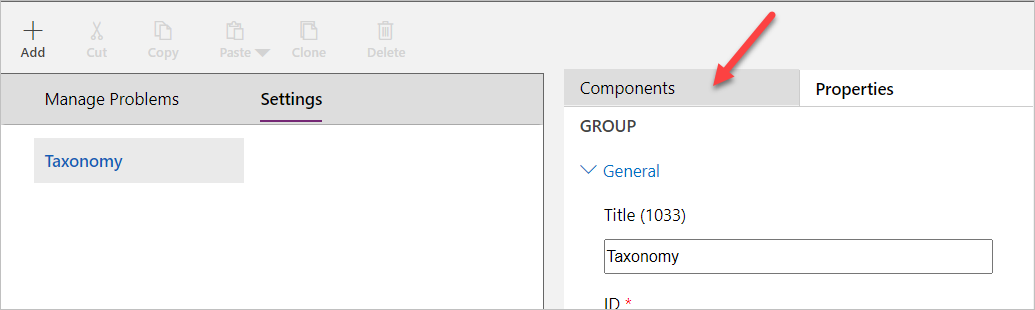 Add Cut Copy Paste Clone Delete
Manage Problems Settings
Taxonomy
Components Properties
GROUP
General
Title (1033)
Taxonomy
ID *